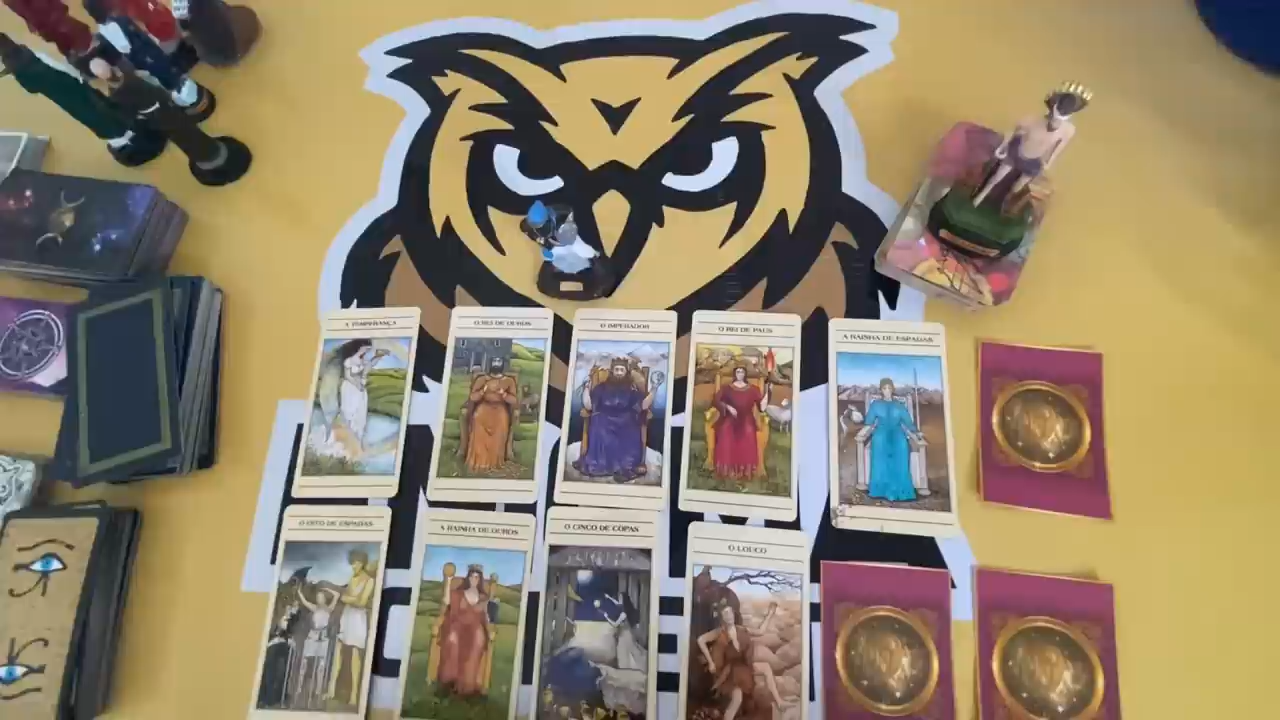 A TEMPERANÇA
O REI DE OUROS
O IMPERADOR
O REI DE PAUS
A RAINHA DE ESPADAS
O OITO DE ESPADAS
A RAINHA DE OUROS
O CINCO DE COPAS
O LOUCO